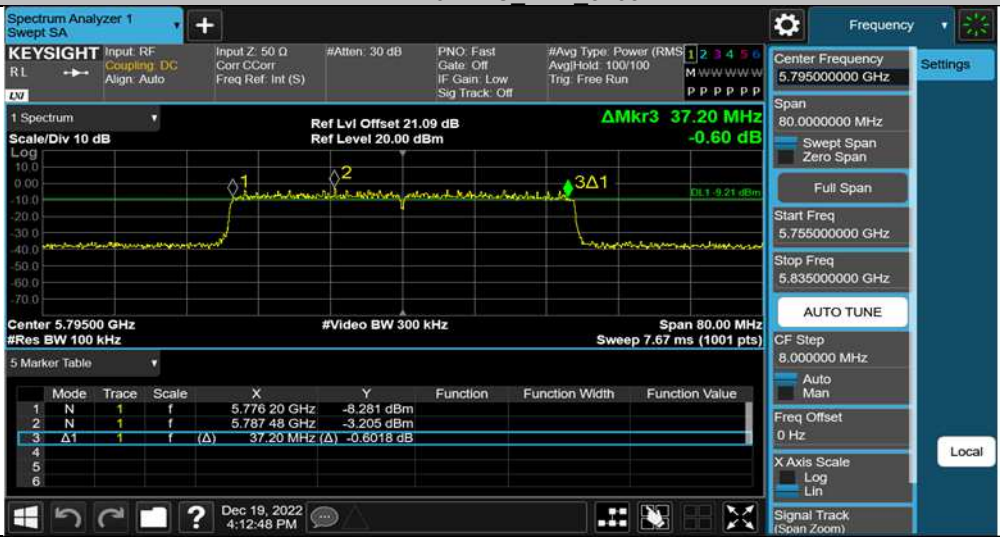 Spectrum Analyzer 1
Swept SA
+
Frequency
KEYSIGHT
RL
LXI
Input: RF
Coupling: DC
Align: Auto
Input Z: 50 Ω
Corr CCorr
Freq Ref: Int (S)
#Atten: 30 dB
PNO: Fast
Gate: Off
IF Gain: Low
Sig Track: Off
#Avg Type: Power (RMS
Avg|Hold: 100/100
Trig: Free Run
1 2 3 4 5 6
M W W W W W
P P P P P P
1 Spectrum
Scale/Div 10 dB
Ref Lvl Offset 21.09 dB
Ref Level 20.00 dBm
ΔMkr3 37.20 MHz
-0.60 dB
Log
10.0
0.00
-10.0
-20.0
-30.0
-40.0
-50.0
-60.0
-70.0
1
2
3Δ1
DL1 -9.21 dBm
Center 5.79500 GHz
#Video BW 300 kHz
Span 80.00 MHz
#Res BW 100 kHz
Sweep 7.67 ms (1001 pts)
5 Marker Table
Mode Trace Scale X Y Function Function Width Function Value
1 N 1 f 5.776 20 GHz -8.281 dBm
2 N 1 f 5.787 48 GHz -3.205 dBm
3 Δ1 1 f (Δ) 37.20 MHz (Δ) -0.6018 dB
4
5
6
?
Dec 19, 2022
4:12:48 PM
Center Frequency
5.795000000 GHz
Span
80.0000000 MHz
Swept Span
Zero Span
Full Span
Start Freq
5.755000000 GHz
Stop Freq
5.835000000 GHz
AUTO TUNE
CF Step
8.000000 MHz
Auto
Man
Freq Offset
0 Hz
X Axis Scale
Log
Lin
Signal Track
(Span Zoom)
Settings
Local